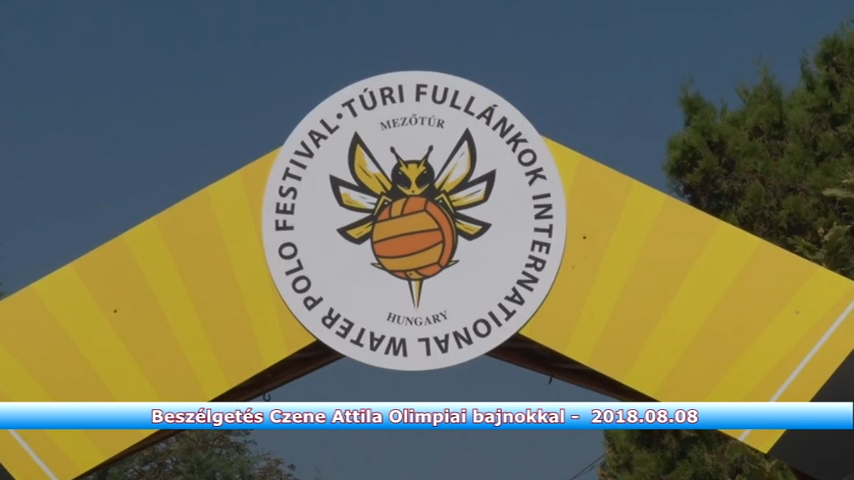 TÚRI FULLÁNKOK INTERNATIONAL WATER POLO FESTIVAL•
MEZŐTÚR
HUNGARY
Beszélgetés Czene Attila Olimpiai bajnokkal - 2018.08.08